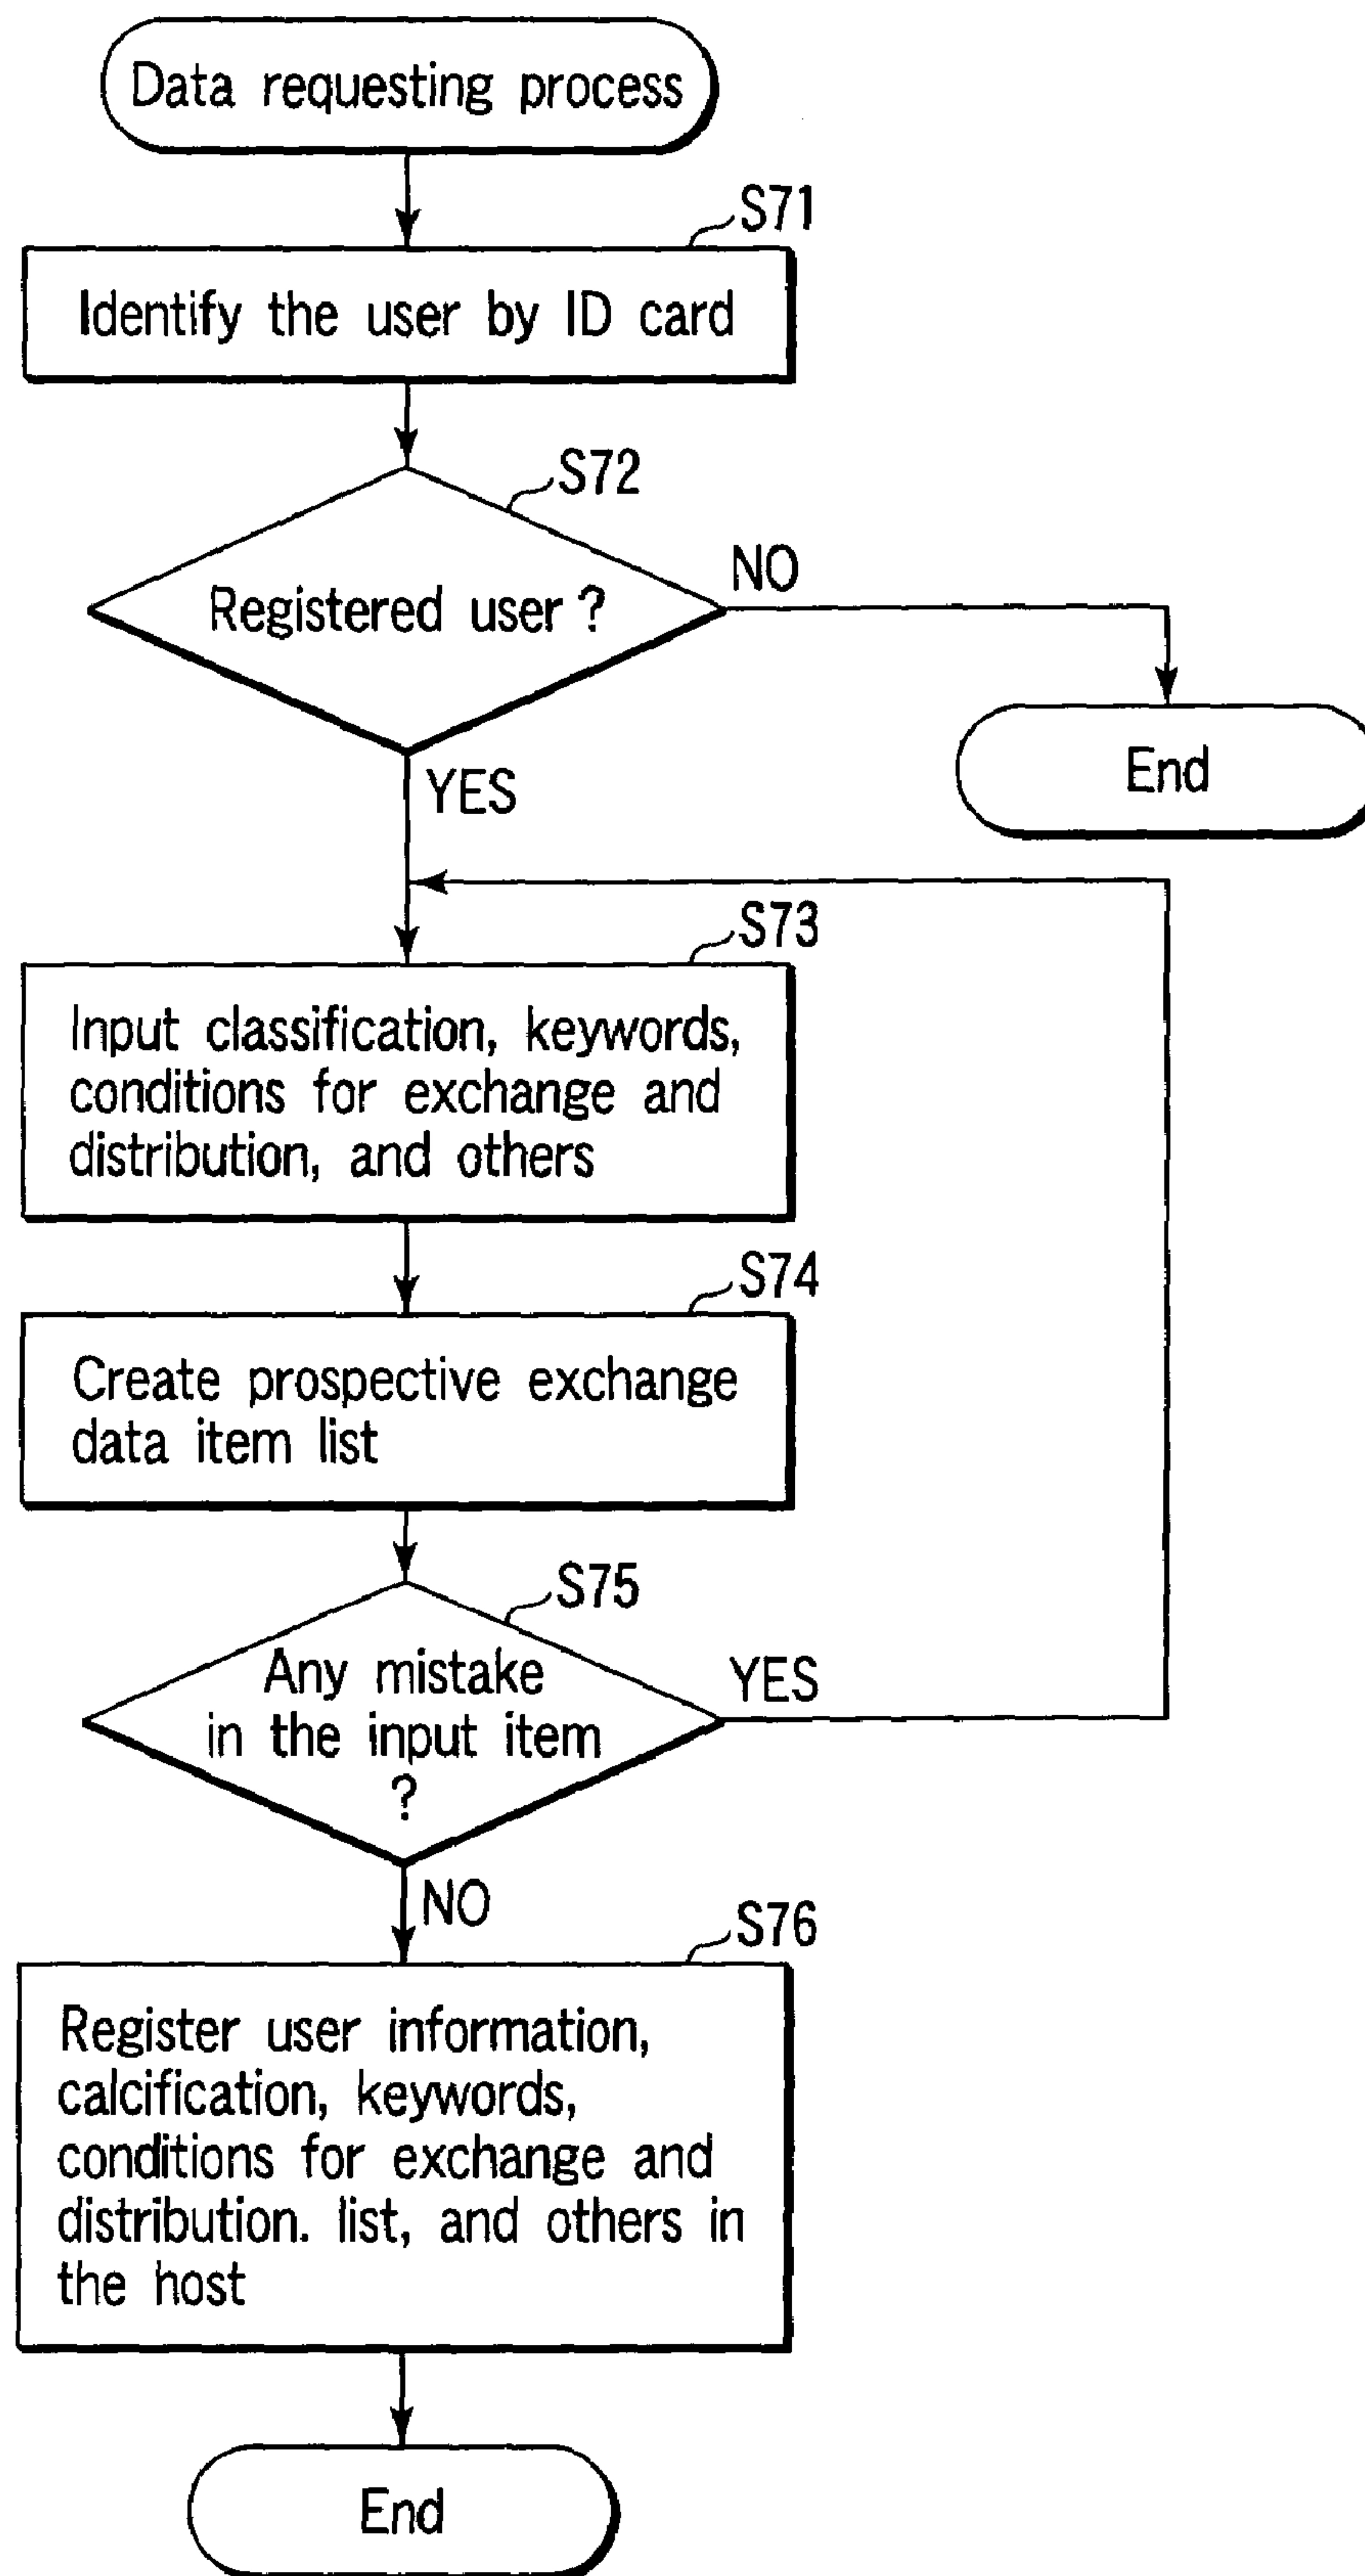 Data requesting process
S71
Identify the user by ID card
S72
Registered user ?
NO
End
YES
S73
Input classification, keywords,
conditions for exchange and
distribution, and others
S74
Create prospective exchange
data item list
S75
Any mistake
in the input item
?
YES
NO
S76
Register user information,
calcification, keywords,
conditions for exchange and
distribution. list, and others in
the host
End